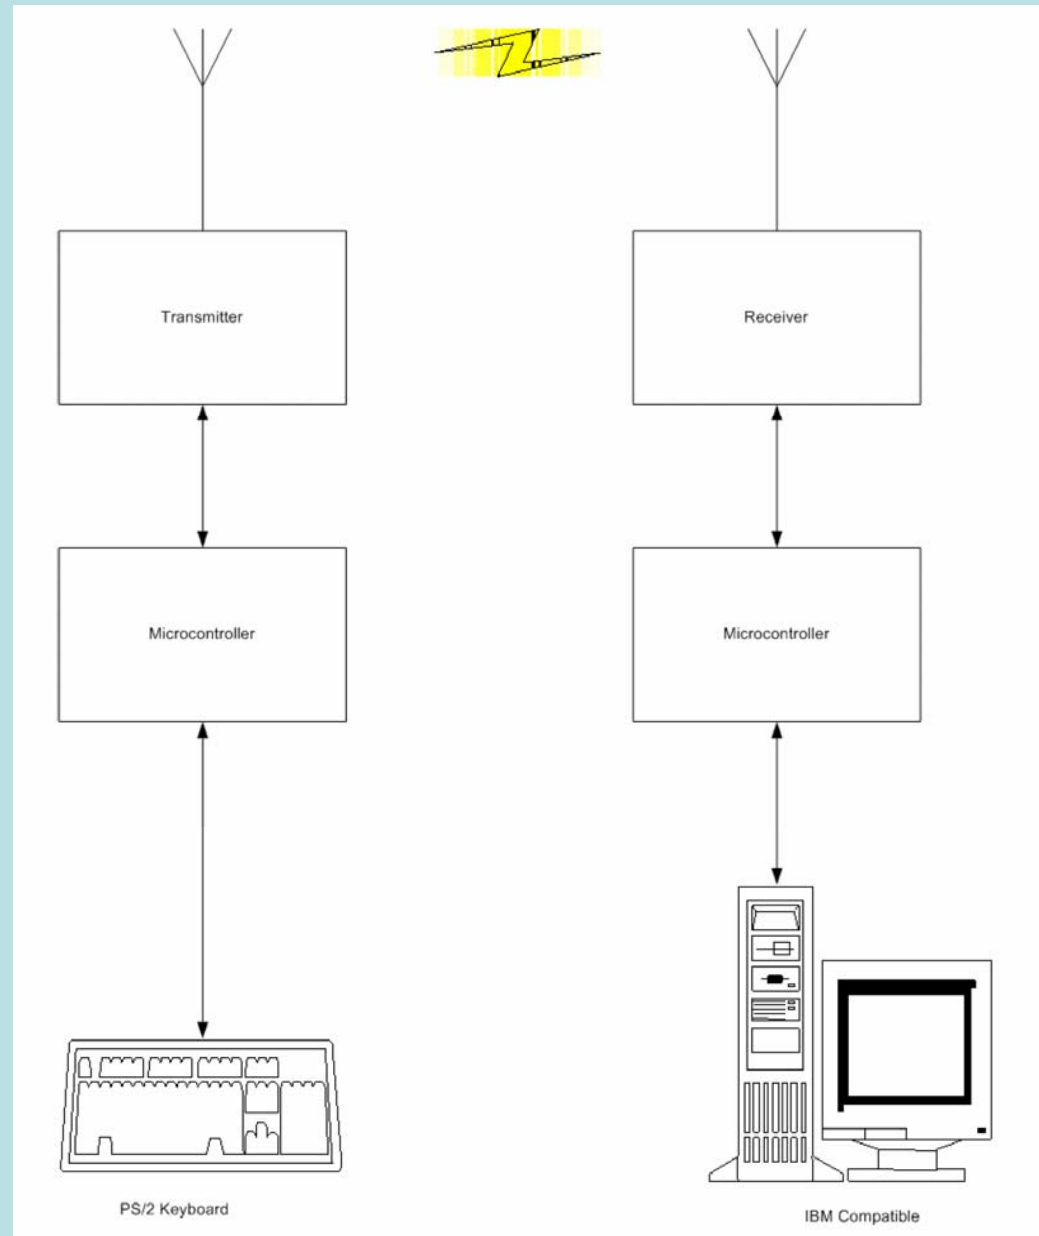 Transmitter
Receiver
Microcontroller
Microcontroller
PS/2 Keyboard
IBM Compatible